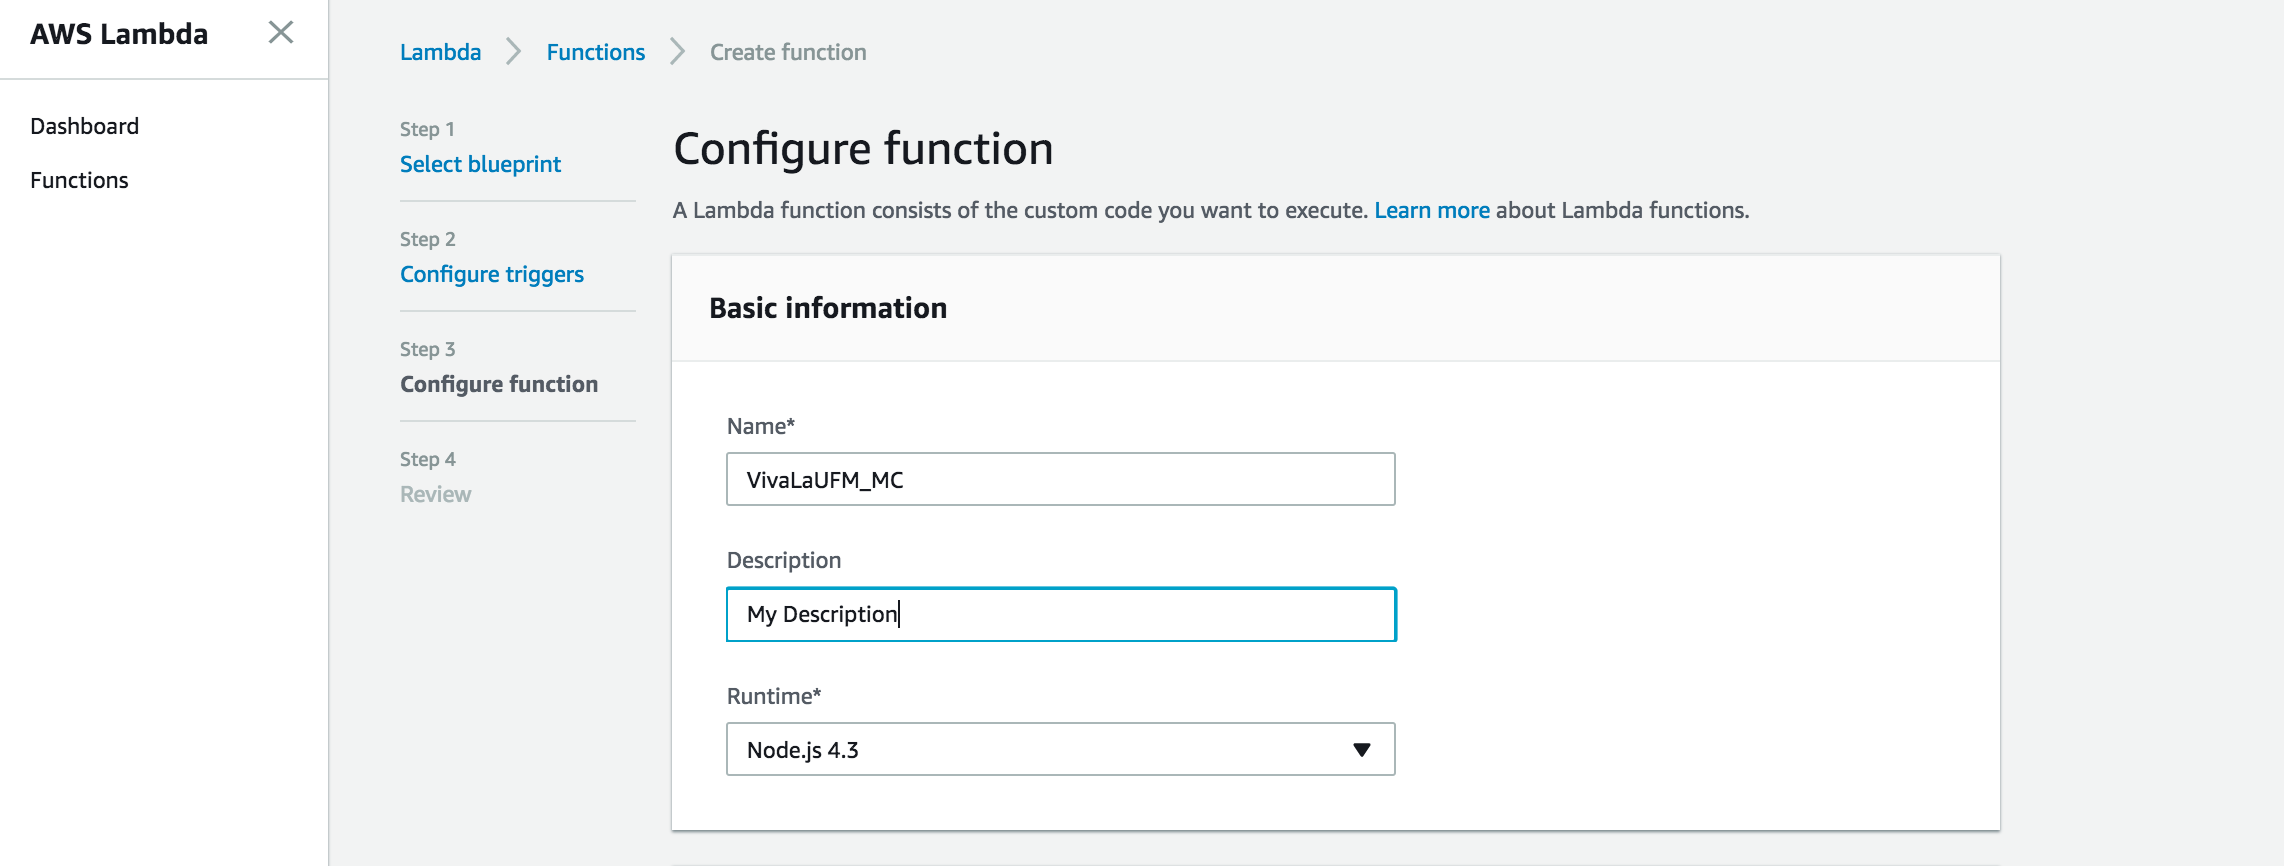 AWS Lambda
Dashboard
Functions
Lambda
Functions
Create function
Step 1
Select blueprint
Step 2
Configure triggers
Step 3
Configure function
Step 4
Review
Configure function
A Lambda function consists of the custom code you want to execute. Learn more about Lambda functions.
Basic information
Name*
VivaLaUFM_MC
Description
My Description
Runtime*
Node.js 4.3